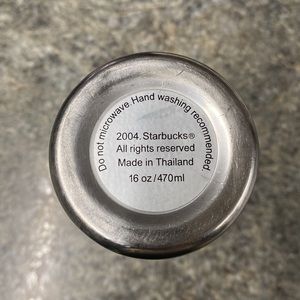 Do not microwave Hand washing recommended
2004. Starbucks®
All rights reserved
Made in Thailand
16 oz/470ml